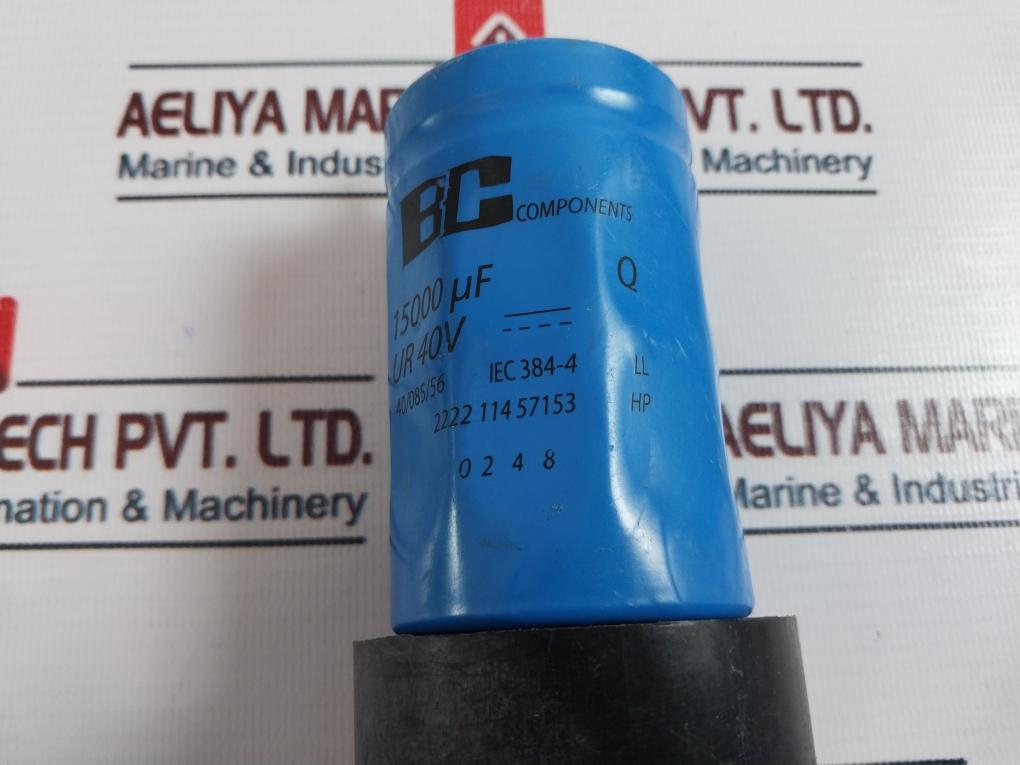 AELIYA MAR VT. LTD.
Marine & Indus Machinery
BC COMPONENTS
15000 µF Q
UR 40V
40/085/56 IEC 384-4 LL
2222 114 57153 HP
0 2 4 8
ECH PVT. LTD.
mation & Machinery
AELIYA MARI
Marine & Industri